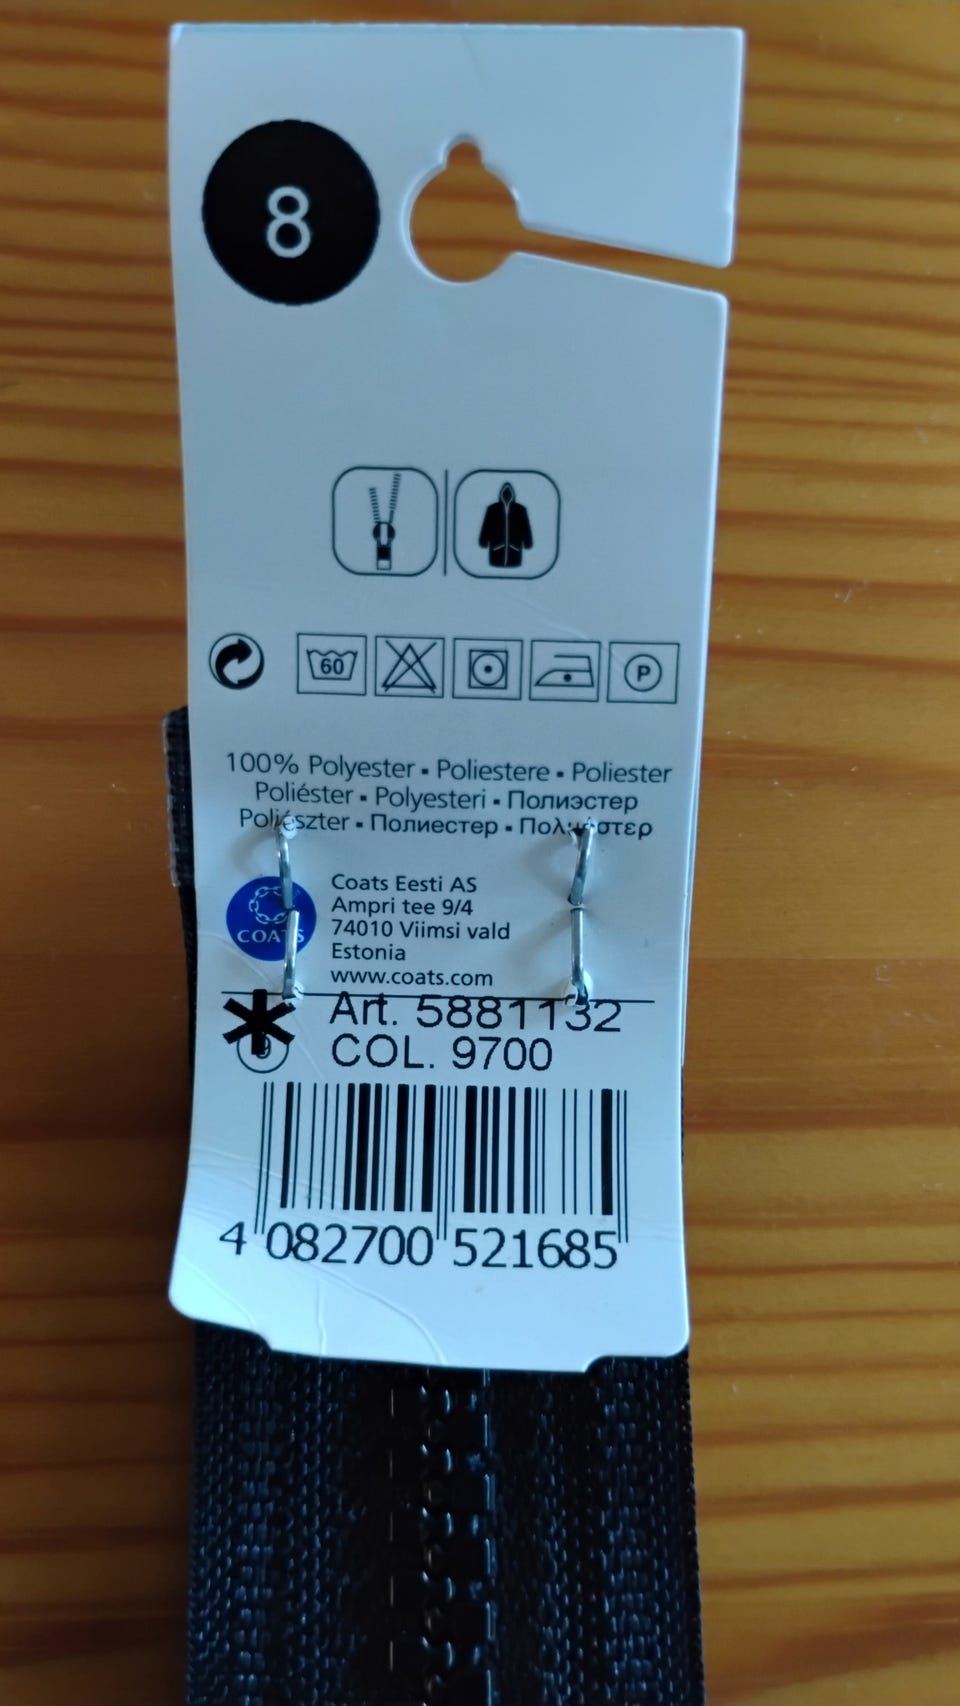 8
60
P
100% Polyester ▪ Poliestere ▪ Poliester
Poliéster ▪ Polyesteri ▪ Полиэстер
Poliészter ▪ Полиестер ▪ Πολυέστερ
COATS
Coats Eesti AS
Ampri tee 9/4
74010 Viimsi vald
Estonia
www.coats.com
Art. 5881132
COL. 9700
4 082700 521685